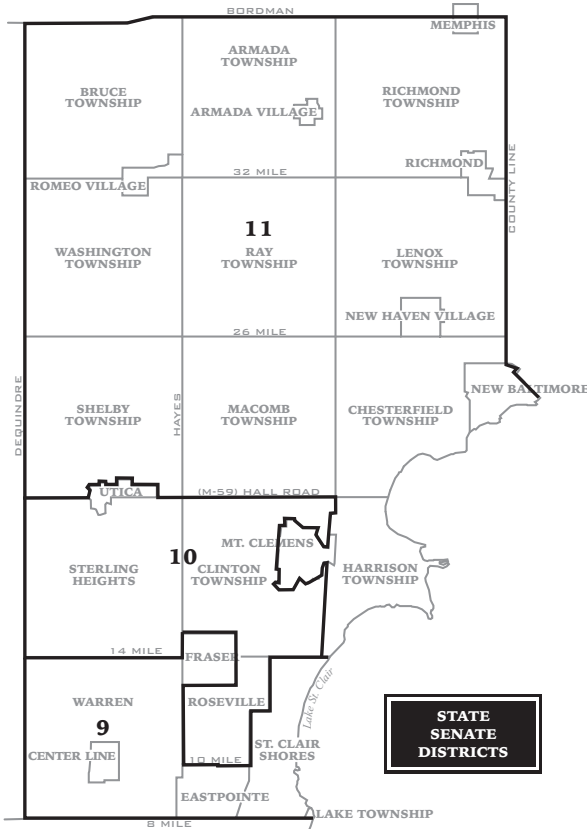 BORDMAN
MEMPHIS
ARMADA
TOWNSHIP
BRUCE
TOWNSHIP
RICHMOND
TOWNSHIP
ARMADA VILLAGE
RICHMOND
32 MILE
ROMEO VILLAGE
COUNTY LINE
11
WASHINGTON
TOWNSHIP
RAY
TOWNSHIP
LENOX
TOWNSHIP
NEW HAVEN VILLAGE
26 MILE
DEQUINDRE
HAYES
NEW BALTIMORE
SHELBY
TOWNSHIP
MACOMB
TOWNSHIP
CHESTERFIELD
TOWNSHIP
UTICA
(M-59) HALL ROAD
MT. CLEMENS
10
STERLING
HEIGHTS
CLINTON
TOWNSHIP
HARRISON
TOWNSHIP
14 MILE
FRASER
Lake St. Clair
WARREN
ROSEVILLE
9
CENTER LINE
10 MILE
ST. CLAIR
SHORES
STATE
SENATE
DISTRICTS
EASTPOINTE
LAKE TOWNSHIP
8 MILE